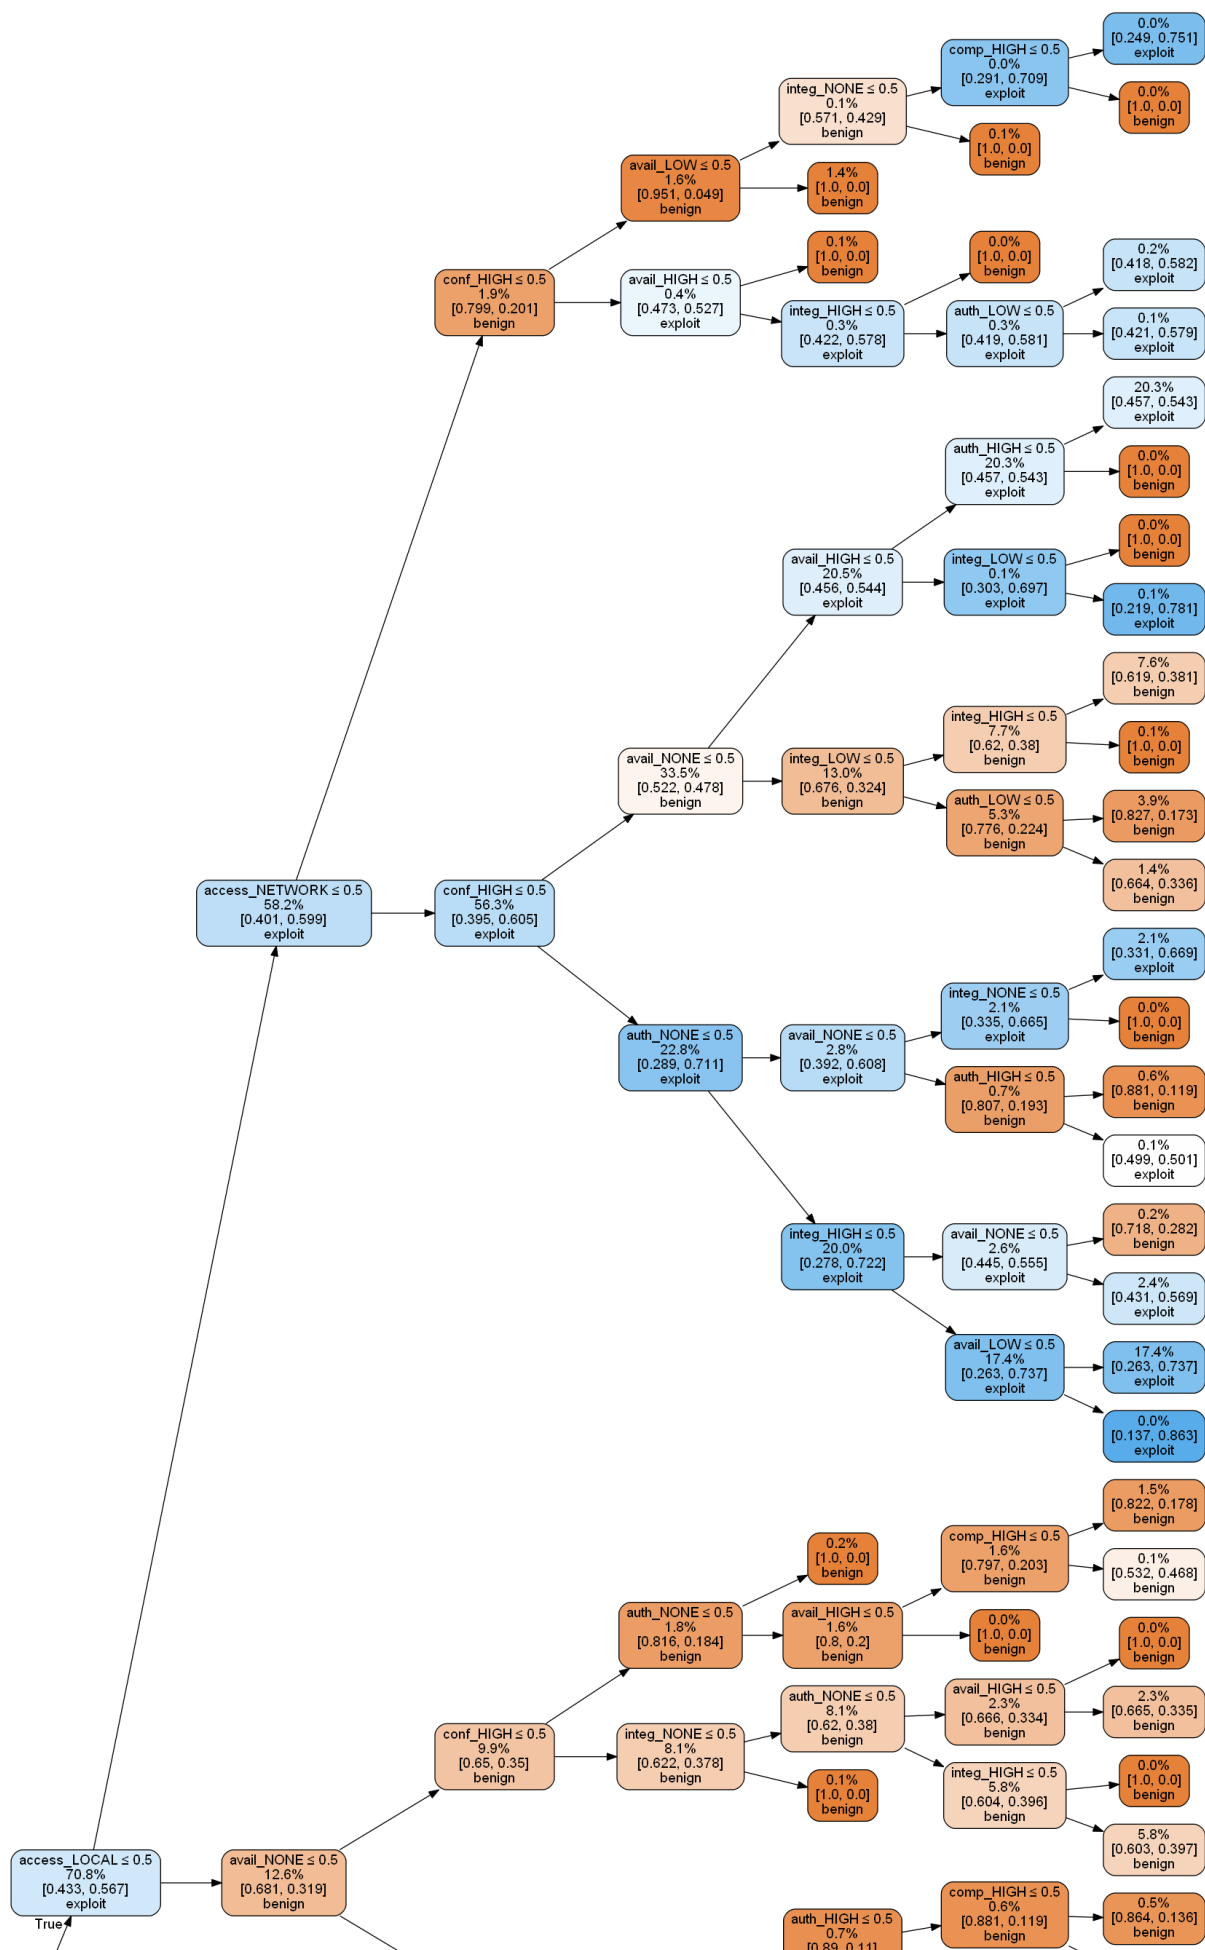 0.0%
[0.249, 0.751]
exploit
comp_HIGH ≤ 0.5
0.0%
[0.291, 0.709]
exploit
0.0%
[1.0, 0.0]
benign
integ_NONE ≤ 0.5
0.1%
[0.571, 0.429]
benign
0.1%
[1.0, 0.0]
benign
avail_LOW ≤ 0.5
1.6%
[0.951, 0.049]
benign
1.4%
[1.0, 0.0]
benign
conf_HIGH ≤ 0.5
1.9%
[0.799, 0.201]
benign
avail_HIGH ≤ 0.5
0.4%
[0.473, 0.527]
exploit
0.1%
[1.0, 0.0]
benign
integ_HIGH ≤ 0.5
0.3%
[0.422, 0.578]
exploit
0.0%
[1.0, 0.0]
benign
auth_LOW ≤ 0.5
0.3%
[0.419, 0.581]
exploit
0.2%
[0.418, 0.582]
exploit
0.1%
[0.421, 0.579]
exploit
20.3%
[0.457, 0.543]
exploit
auth_HIGH ≤ 0.5
20.3%
[0.457, 0.543]
exploit
0.0%
[1.0, 0.0]
benign
avail_HIGH ≤ 0.5
20.5%
[0.456, 0.544]
exploit
integ_LOW ≤ 0.5
0.1%
[0.303, 0.697]
exploit
0.0%
[1.0, 0.0]
benign
0.1%
[0.219, 0.781]
exploit
avail_NONE ≤ 0.5
33.5%
[0.522, 0.478]
benign
integ_LOW ≤ 0.5
13.0%
[0.676, 0.324]
benign
integ_HIGH ≤ 0.5
7.7%
[0.62, 0.38]
benign
7.6%
[0.619, 0.381]
benign
0.1%
[1.0, 0.0]
benign
auth_LOW ≤ 0.5
5.3%
[0.776, 0.224]
benign
3.9%
[0.827, 0.173]
benign
1.4%
[0.664, 0.336]
benign
access_NETWORK ≤ 0.5
58.2%
[0.401, 0.599]
exploit
conf_HIGH ≤ 0.5
56.3%
[0.395, 0.605]
exploit
auth_NONE ≤ 0.5
22.8%
[0.289, 0.711]
exploit
avail_NONE ≤ 0.5
2.8%
[0.392, 0.608]
exploit
integ_NONE ≤ 0.5
2.1%
[0.335, 0.665]
exploit
2.1%
[0.331, 0.669]
exploit
0.0%
[1.0, 0.0]
benign
auth_HIGH ≤ 0.5
0.7%
[0.807, 0.193]
benign
0.6%
[0.881, 0.119]
benign
0.1%
[0.499, 0.501]
exploit
integ_HIGH ≤ 0.5
20.0%
[0.278, 0.722]
exploit
avail_NONE ≤ 0.5
2.6%
[0.445, 0.555]
exploit
0.2%
[0.718, 0.282]
benign
2.4%
[0.431, 0.569]
exploit
avail_LOW ≤ 0.5
17.4%
[0.263, 0.737]
exploit
17.4%
[0.263, 0.737]
exploit
0.0%
[0.137, 0.863]
exploit
1.5%
[0.822, 0.178]
benign
comp_HIGH ≤ 0.5
1.6%
[0.797, 0.203]
benign
0.1%
[0.532, 0.468]
benign
0.2%
[1.0, 0.0]
benign
auth_NONE ≤ 0.5
1.8%
[0.816, 0.184]
benign
avail_HIGH ≤ 0.5
1.6%
[0.8, 0.2]
benign
0.0%
[1.0, 0.0]
benign
conf_HIGH ≤ 0.5
9.9%
[0.65, 0.35]
benign
integ_NONE ≤ 0.5
8.1%
[0.622, 0.378]
benign
auth_NONE ≤ 0.5
8.1%
[0.62, 0.38]
benign
avail_HIGH ≤ 0.5
2.3%
[0.666, 0.334]
benign
0.0%
[1.0, 0.0]
benign
2.3%
[0.665, 0.335]
benign
integ_HIGH ≤ 0.5
5.8%
[0.604, 0.396]
benign
0.0%
[1.0, 0.0]
benign
5.8%
[0.603, 0.397]
benign
0.1%
[1.0, 0.0]
benign
access_LOCAL ≤ 0.5
70.8%
[0.433, 0.567]
exploit
True
avail_NONE ≤ 0.5
12.6%
[0.681, 0.319]
benign
auth_HIGH ≤ 0.5
0.7%
[0.89, 0.11]
comp_HIGH ≤ 0.5
0.6%
[0.881, 0.119]
benign
0.5%
[0.864, 0.136]
benign